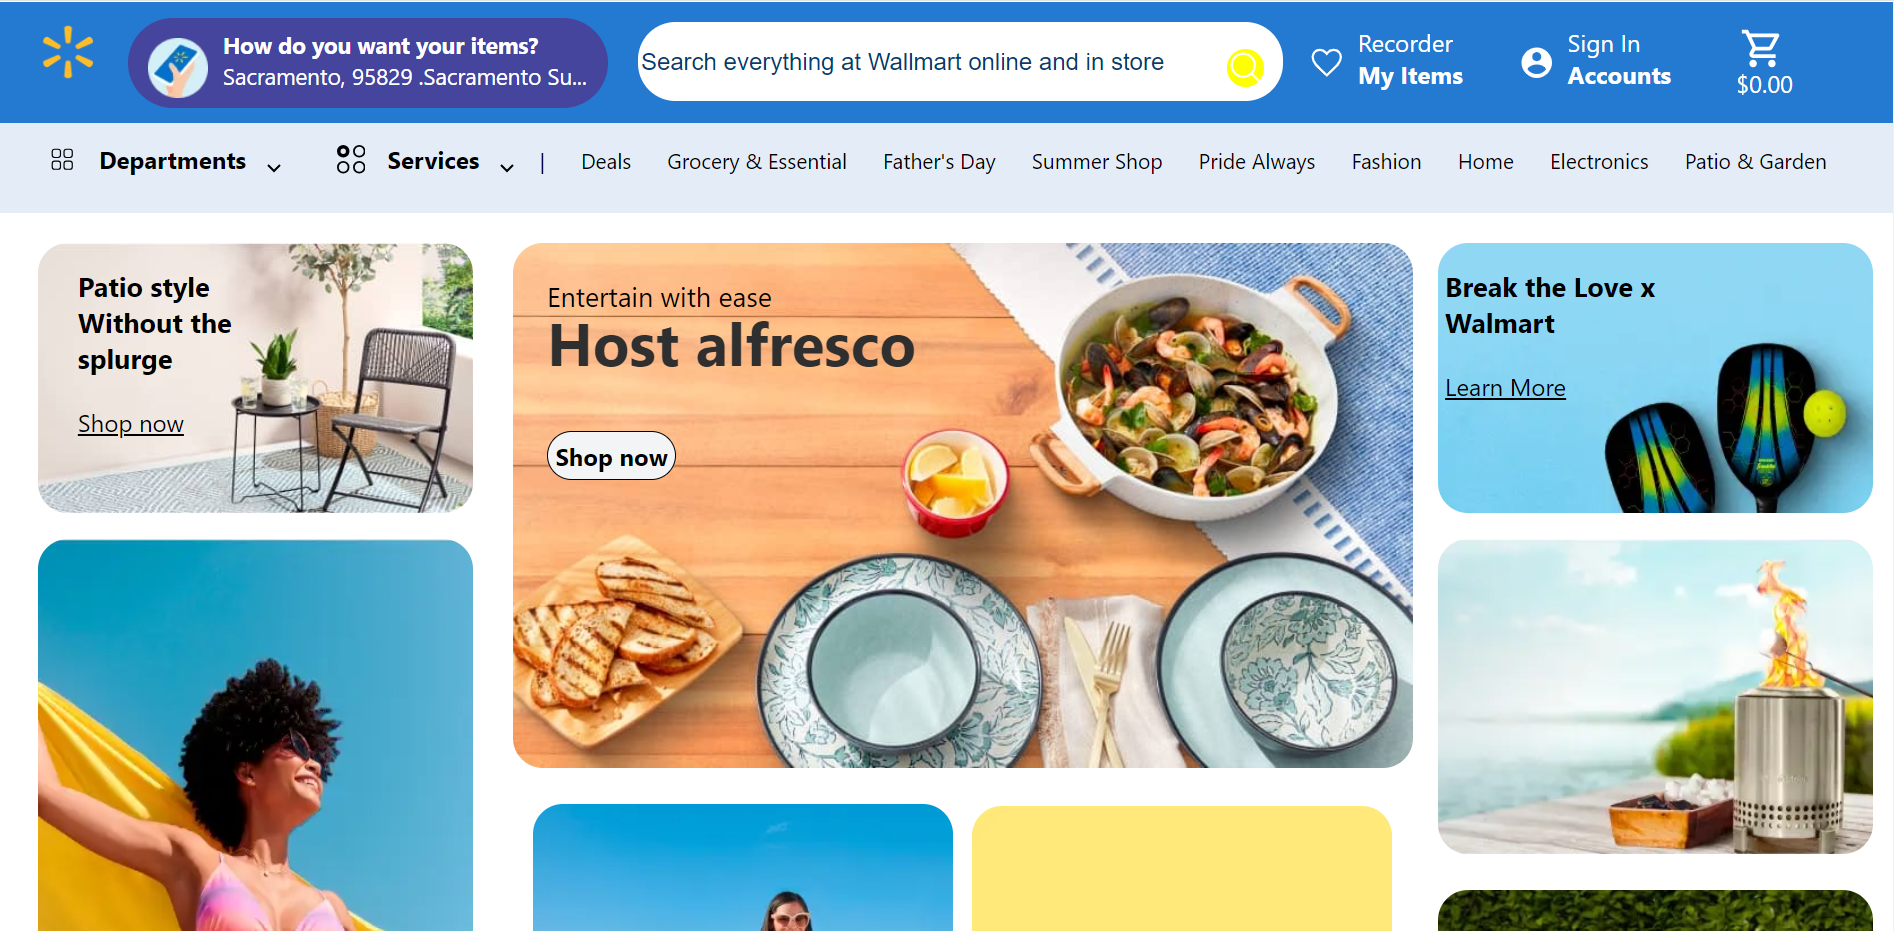 How do you want your items?
Sacramento, 95829 .Sacramento Su...
Search everything at Wallmart online and in store
Recorder
My Items
Sign In
Accounts
$0.00
Departments
Services
|
Deals
Grocery & Essential
Father's Day
Summer Shop
Pride Always
Fashion
Home
Electronics
Patio & Garden
Patio style
Without the
splurge
Shop now
Entertain with ease
Host alfresco
Shop now
Break the Love x
Walmart
Learn More